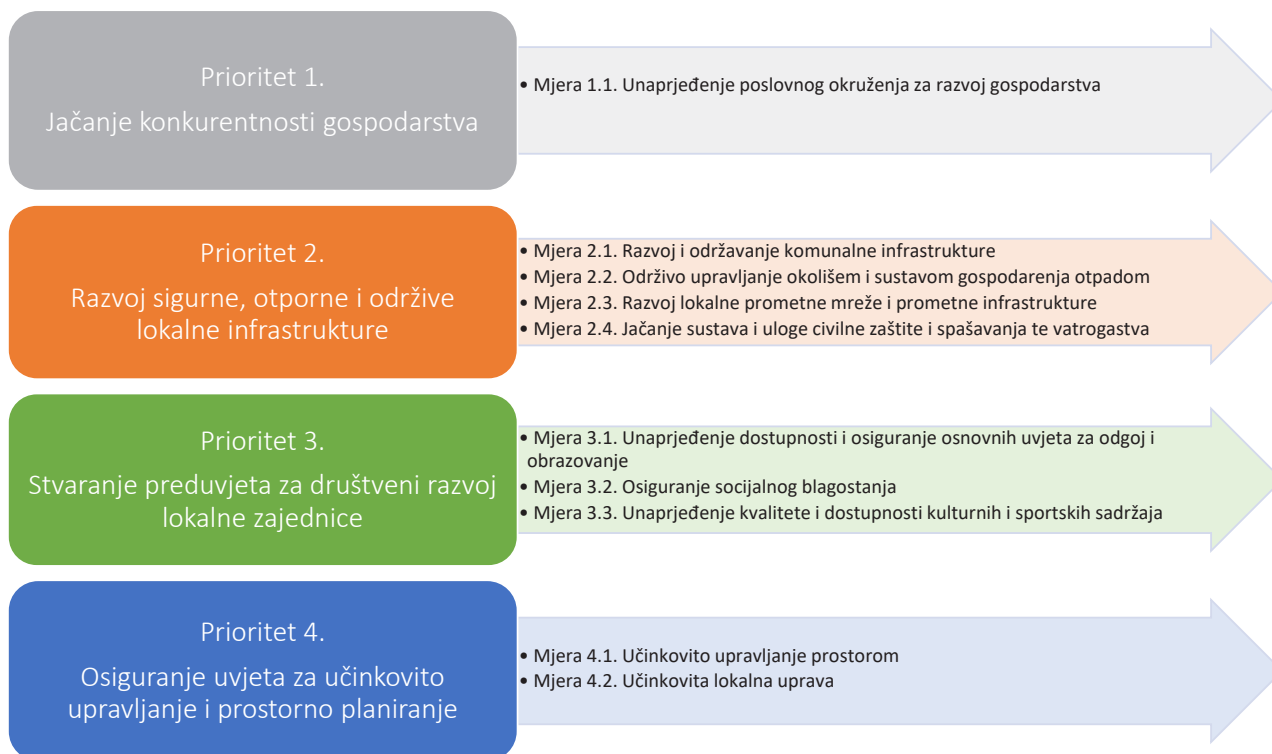 Prioritet 1.
Jačanje konkurentnosti gospodarstva
• Mjera 1.1. Unaprjeđenje poslovnog okruženja za razvoj gospodarstva
Prioritet 2.
Razvoj sigurne, otporne i održive
lokalne infrastrukture
• Mjera 2.1. Razvoj i održavanje komunalne infrastrukture
• Mjera 2.2. Održivo upravljanje okolišem i sustavom gospodarenja otpadom
• Mjera 2.3. Razvoj lokalne prometne mreže i prometne infrastrukture
• Mjera 2.4. Jačanje sustava i uloge civilne zaštite i spašavanja te vatrogastva
Prioritet 3.
Stvaranje preduvjeta za društveni razvoj
lokalne zajednice
• Mjera 3.1. Unaprjeđenje dostupnosti i osiguranje osnovnih uvjeta za odgoj i
obrazovanje
• Mjera 3.2. Osiguranje socijalnog blagostanja
• Mjera 3.3. Unaprjeđenje kvalitete i dostupnosti kulturnih i sportskih sadržaja
Prioritet 4.
Osiguranje uvjeta za učinkovito
upravljanje i prostorno planiranje
• Mjera 4.1. Učinkovito upravljanje prostorom
• Mjera 4.2. Učinkovita lokalna uprava